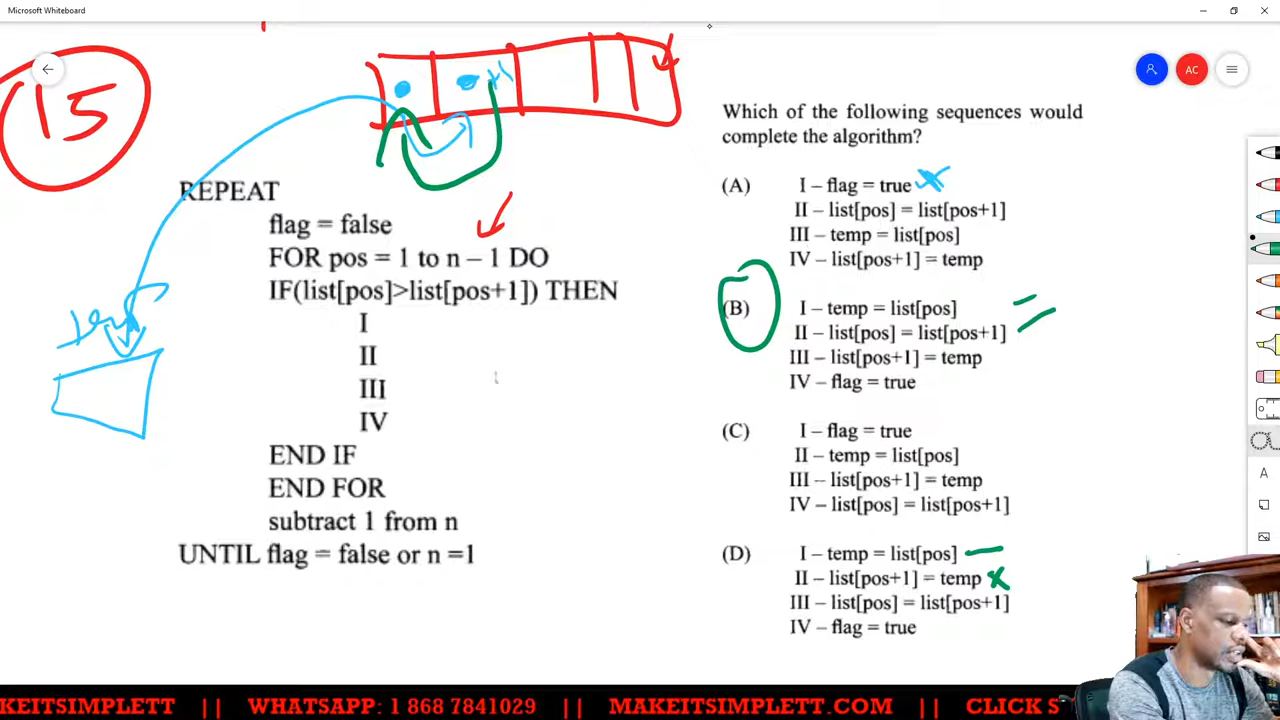 Microsoft Whiteboard
15
+1
AC
REPEAT
flag = false
FOR pos = 1 to n – 1 DO
IF(list[pos]>list[pos+1]) THEN
I
II
III
IV
END IF
END FOR
subtract 1 from n
UNTIL flag = false or n =1
Which of the following sequences would
complete the algorithm?
(A) I – flag = true
II – list[pos] = list[pos+1]
III – temp = list[pos]
IV – list[pos+1] = temp
(B) I – temp = list[pos]
II – list[pos] = list[pos+1]
III – list[pos+1] = temp
IV – flag = true
(C) I – flag = true
II – temp = list[pos]
III – list[pos+1] = temp
IV – list[pos] = list[pos+1]
(D) I – temp = list[pos]
II – list[pos+1] = temp
III – list[pos] = list[pos+1]
IV – flag = true
A
KEITSIMPLETT || WHATSAPP: 1 868 7841029 || MAKEITSIMPLETT.COM || CLICK S